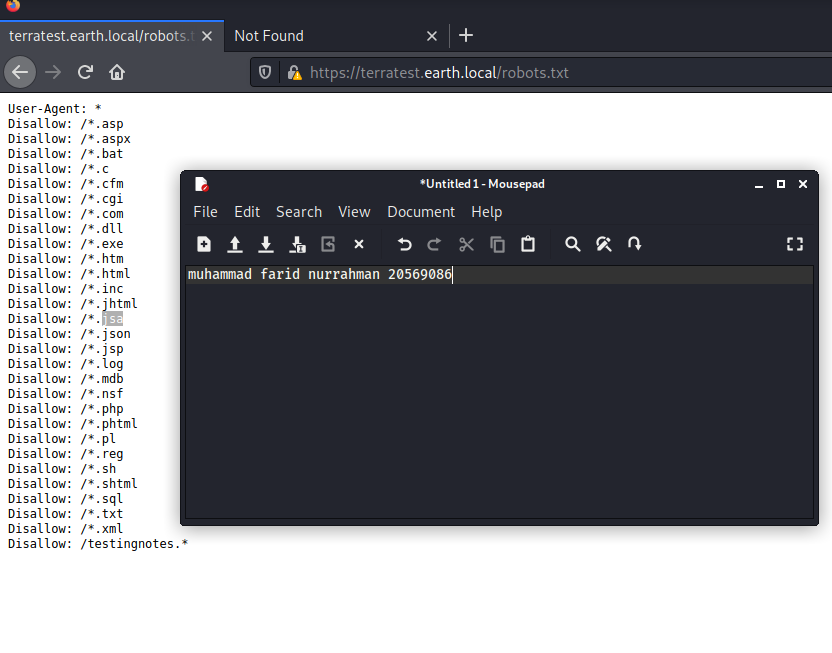 terratest.earth.local/robots.t
Not Found
https://terratest.earth.local/robots.txt
User-Agent: *
Disallow: /*.asp
Disallow: /*.aspx
Disallow: /*.bat
Disallow: /*.c
Disallow: /*.cfm
Disallow: /*.cgi
Disallow: /*.com
Disallow: /*.dll
Disallow: /*.exe
Disallow: /*.htm
Disallow: /*.html
Disallow: /*.inc
Disallow: /*.jhtml
Disallow: /*.jsa
Disallow: /*.json
Disallow: /*.jsp
Disallow: /*.log
Disallow: /*.mdb
Disallow: /*.nsf
Disallow: /*.php
Disallow: /*.phtml
Disallow: /*.pl
Disallow: /*.reg
Disallow: /*.sh
Disallow: /*.shtml
Disallow: /*.sql
Disallow: /*.txt
Disallow: /*.xml
Disallow: /testingnotes.*
*Untitled 1 - Mousepad
File Edit Search View Document Help
muhammad farid nurrahman 20569086